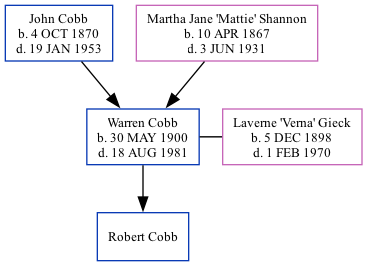 John Cobb
b. 4 OCT 1870
d. 19 JAN 1953
Martha Jane 'Mattie' Shannon
b. 10 APR 1867
d. 3 JUN 1931
Warren Cobb
b. 30 MAY 1900
d. 18 AUG 1981
Laverne 'Verna' Gieck
b. 5 DEC 1898
d. 1 FEB 1970
Robert Cobb